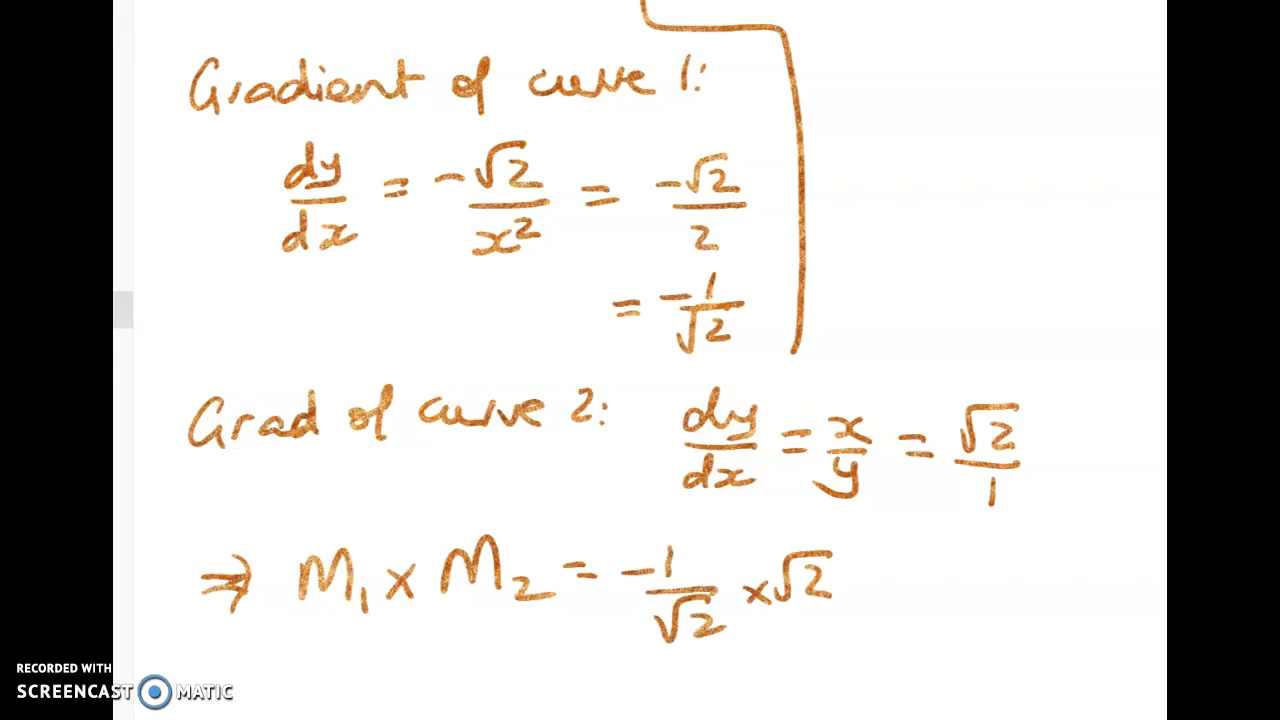 Gradient of curve 1:
dy/dx = -√2/x² = -√2/2
= -1/√2
Grad of curve 2: dy/dx = x/y = √2/1
⇒ M₁ × M₂ = -1/√2 × √2
RECORDED WITH
SCREENCAST MATIC